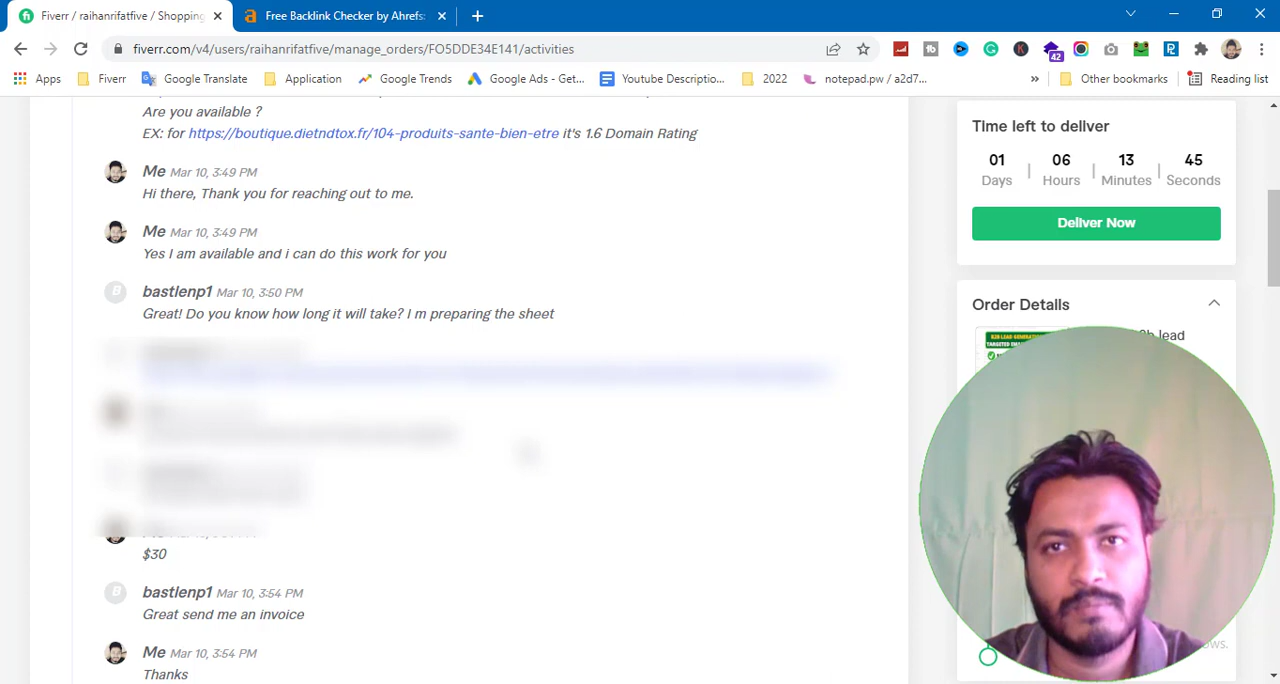 Fiverr / raihanrifatfive / Shopping
Free Backlink Checker by Ahrefs:
fiverr.com/v4/users/raihanrifatfive/manage_orders/FO5DDE34E141/activities
42
Apps
Fiverr
Google Translate
Application
Google Trends
Google Ads - Get...
Youtube Descriptio...
2022
notepad.pw / a2d7...
Other bookmarks
Reading list
Are you available ?
EX: for https://boutique.dietndtox.fr/104-produits-sante-bien-etre it's 1.6 Domain Rating
Me Mar 10, 3:49 PM
Hi there, Thank you for reaching out to me.
Me Mar 10, 3:49 PM
Yes I am available and i can do this work for you
B
bastlenp1 Mar 10, 3:50 PM
Great! Do you know how long it will take? I m preparing the sheet
$30
B
bastlenp1 Mar 10, 3:54 PM
Great send me an invoice
Me Mar 10, 3:54 PM
Thanks
Time left to deliver
01 06 13 45
Days Hours Minutes Seconds
Deliver Now
Order Details
B2B LEAD GENERATION
b lead
ows.